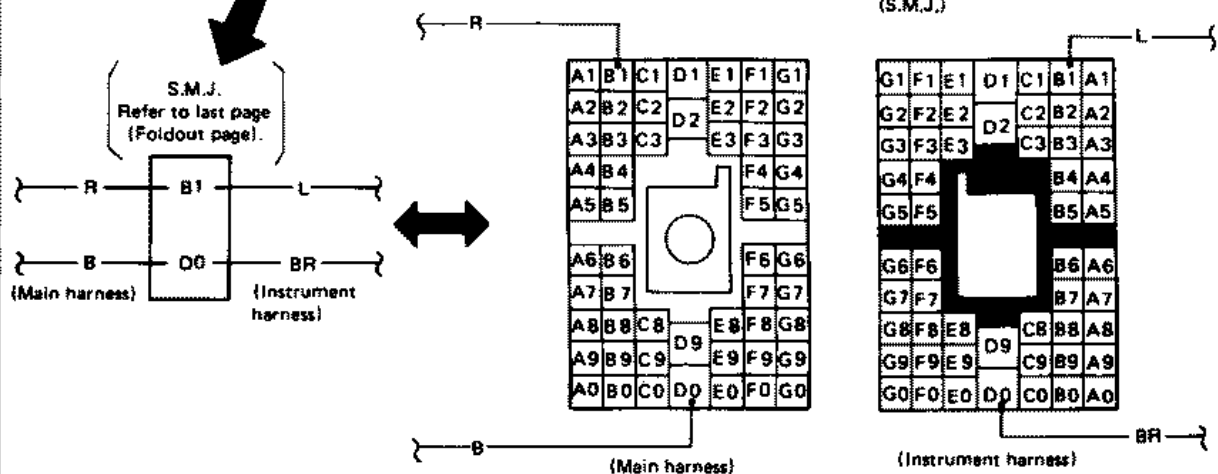 S.M.J.
Refer to last page
(Foldout page).
R B1 L
B D0 BR
(Main harness)
(Instrument
harness)
R
A1 B1 C1 D1 E1 F1 G1
A2 B2 C2 D2 E2 F2 G2
A3 B3 C3 E3 F3 G3
A4 B4 F4 G4
A5 B5 F5 G5
A6 B6 F6 G6
A7 B7 F7 G7
A8 B8 C8 D9 E8 F8 G8
A9 B9 C9 E9 F9 G9
A0 B0 C0 D0 E0 F0 G0
B
(Main harness)
(S.M.J.)
L
G1 F1 E1 D1 C1 B1 A1
G2 F2 E2 D2 C2 B2 A2
G3 F3 E3 C3 B3 A3
G4 F4 B4 A4
G5 F5 B5 A5
G6 F6 B6 A6
G7 F7 B7 A7
G8 F8 E8 D9 C8 B8 A8
G9 F9 E9 C9 B9 A9
G0 F0 E0 D0 C0 B0 A0
BR
(Instrument harness)